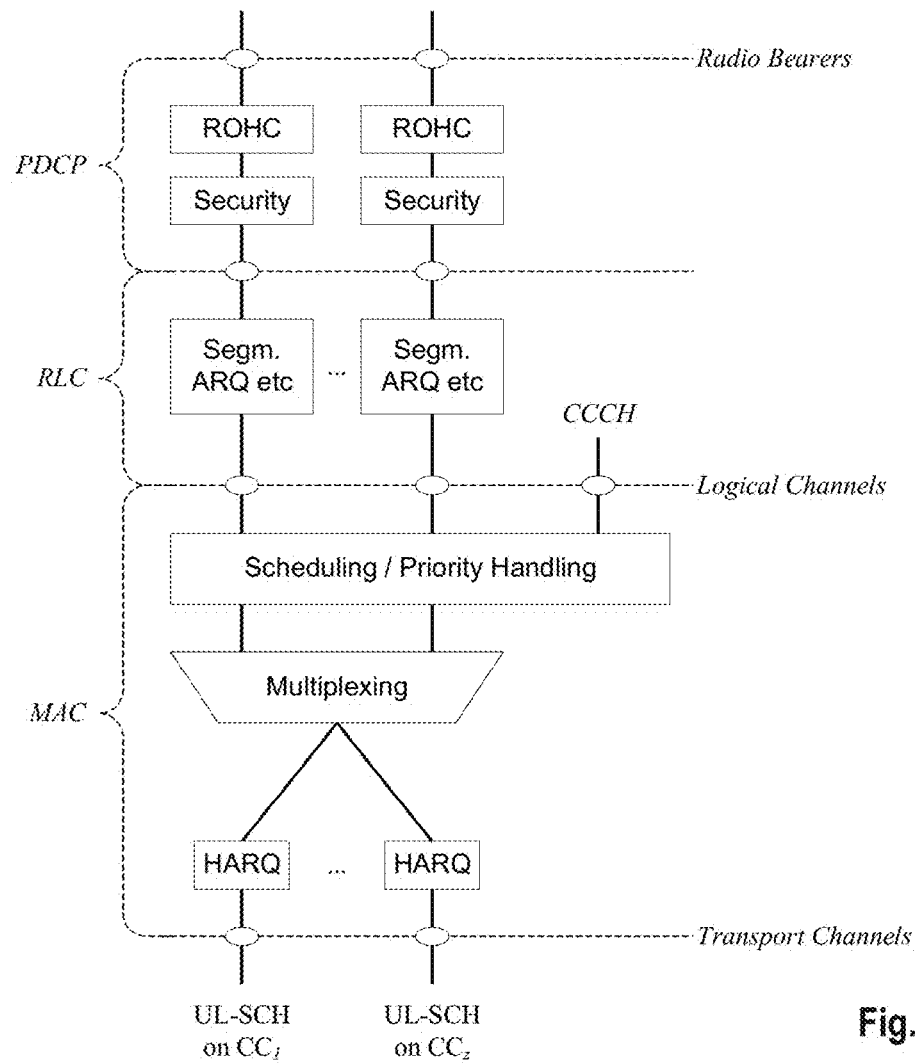 Radio Bearers
ROHC ROHC
PDCP
Security Security
Segm. ARQ etc ... Segm. ARQ etc
RLC
CCCH
Logical Channels
Scheduling / Priority Handling
Multiplexing
MAC
HARQ ... HARQ
Transport Channels
UL-SCH on CC1 UL-SCH on CCz
Fig.